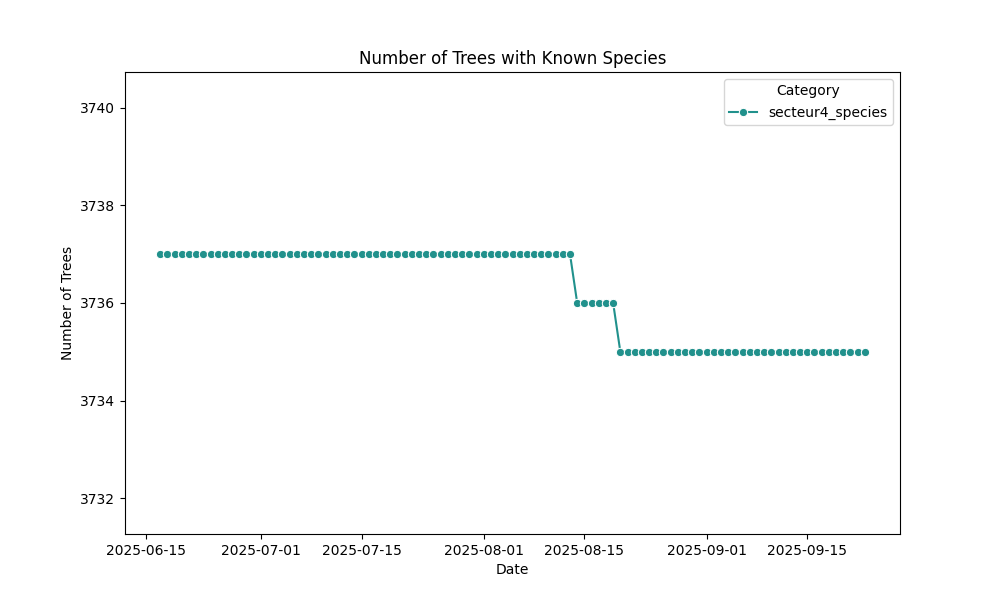 Number of Trees with Known Species
Category
secteur4_species
3740
3738
3736
3734
3732
Number of Trees
2025-06-15
2025-07-01
2025-07-15
2025-08-01
2025-08-15
2025-09-01
2025-09-15
Date